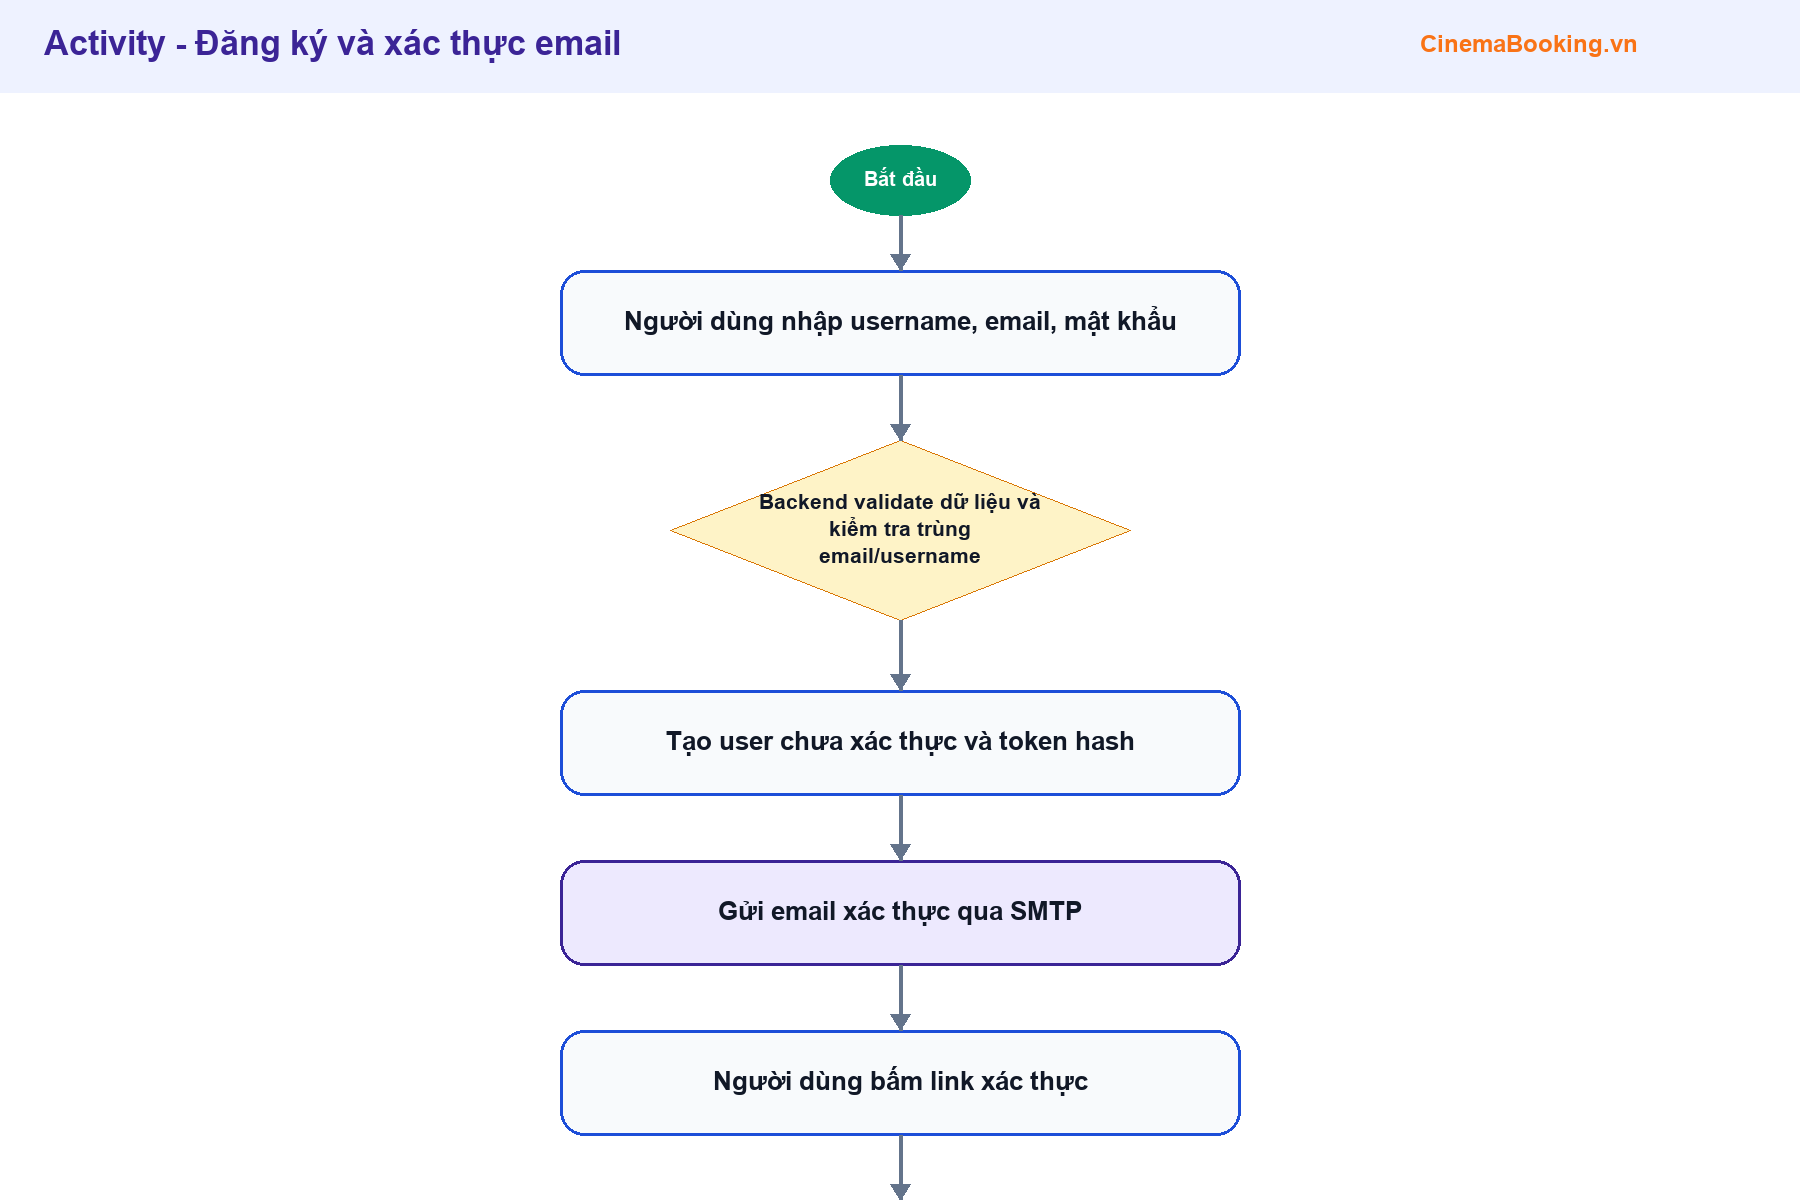 Activity - Đăng ký và xác thực email
CinemaBooking.vn
Bắt đầu
Người dùng nhập username, email, mật khẩu
Backend validate dữ liệu và
kiểm tra trùng
email/username
Tạo user chưa xác thực và token hash
Gửi email xác thực qua SMTP
Người dùng bấm link xác thực